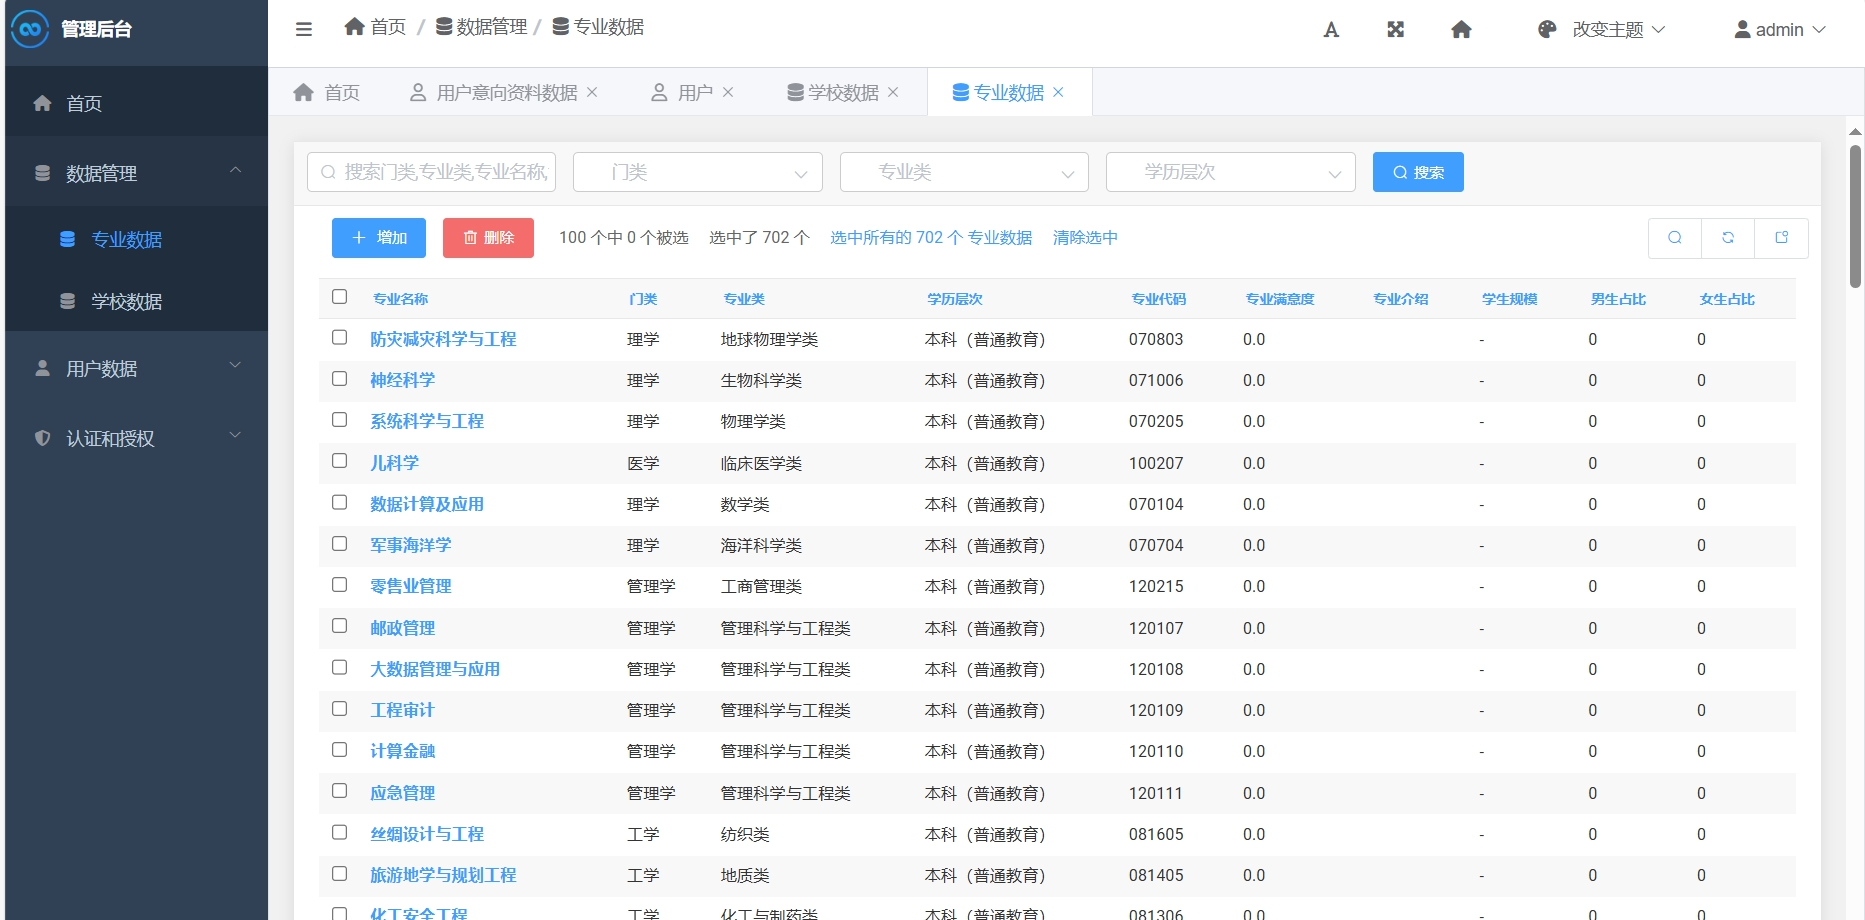 管理后台
首页 / 数据管理 / 专业数据
改变主题
admin
首页
用户意向资料数据 ×
用户 ×
学校数据 ×
专业数据 ×
首页
数据管理
专业数据
学校数据
用户数据
认证和授权
搜索门类,专业类,专业名称,
门类
专业类
学历层次
搜索
增加
删除
100 个中 0 个被选 选中了 702 个 选中所有的 702 个 专业数据 清除选中
专业名称 门类 专业类 学历层次 专业代码 专业满意度 专业介绍 学生规模 男生占比 女生占比
防灾减灾科学与工程 理学 地球物理学类 本科（普通教育） 070803 0.0 - 0 0
神经科学 理学 生物科学类 本科（普通教育） 071006 0.0 - 0 0
系统科学与工程 理学 物理学类 本科（普通教育） 070205 0.0 - 0 0
儿科学 医学 临床医学类 本科（普通教育） 100207 0.0 - 0 0
数据计算及应用 理学 数学类 本科（普通教育） 070104 0.0 - 0 0
军事海洋学 理学 海洋科学类 本科（普通教育） 070704 0.0 - 0 0
零售业管理 管理学 工商管理类 本科（普通教育） 120215 0.0 - 0 0
邮政管理 管理学 管理科学与工程类 本科（普通教育） 120107 0.0 - 0 0
大数据管理与应用 管理学 管理科学与工程类 本科（普通教育） 120108 0.0 - 0 0
工程审计 管理学 管理科学与工程类 本科（普通教育） 120109 0.0 - 0 0
计算金融 管理学 管理科学与工程类 本科（普通教育） 120110 0.0 - 0 0
应急管理 管理学 管理科学与工程类 本科（普通教育） 120111 0.0 - 0 0
丝绸设计与工程 工学 纺织类 本科（普通教育） 081605 0.0 - 0 0
旅游地学与规划工程 工学 地质类 本科（普通教育） 081405 0.0 - 0 0
化工安全工程 工学 化工与制药类 本科（普通教育） 081306 0.0 - 0 0